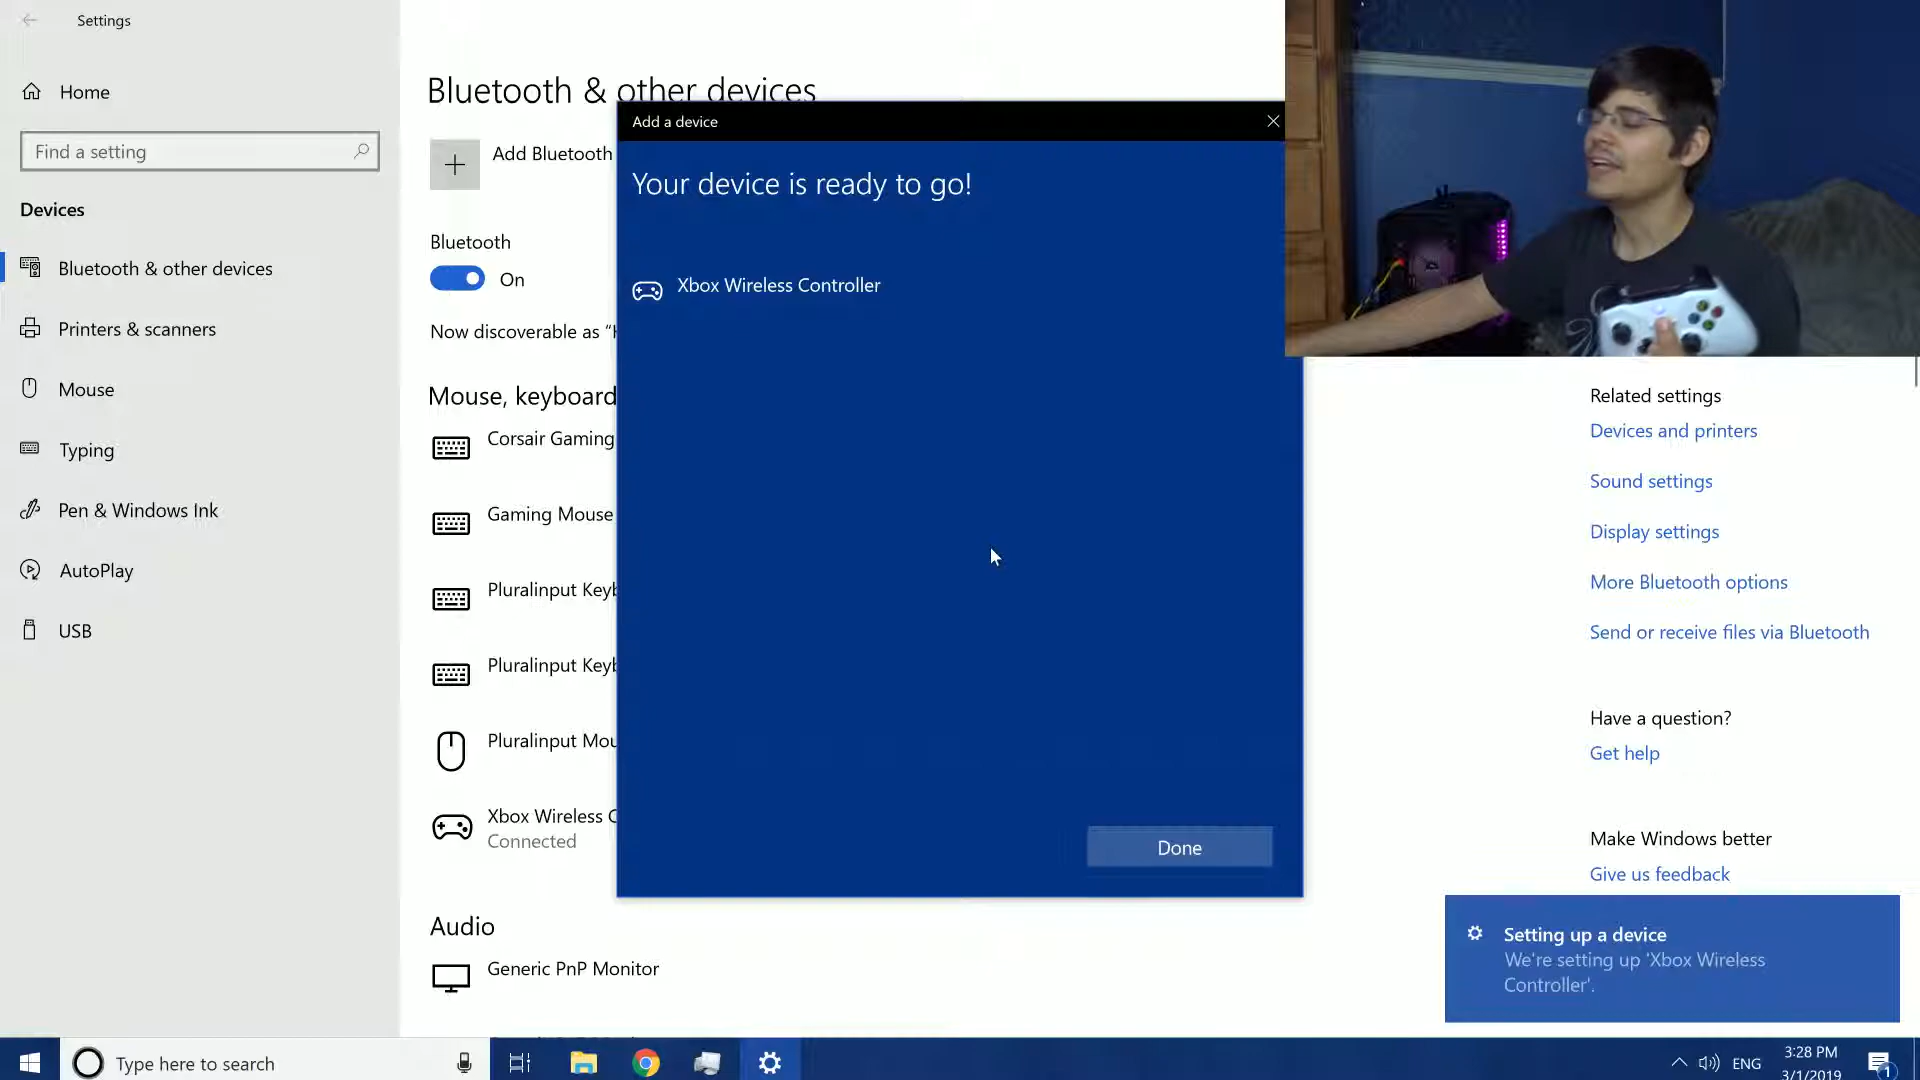 Settings
Home
Find a setting
Devices
Bluetooth & other devices
Printers & scanners
Mouse
Typing
Pen & Windows Ink
AutoPlay
USB
Bluetooth & other devices
Add Bluetooth
Bluetooth
On
Now discoverable as “
Mouse, keyboard
Corsair Gaming
Gaming Mouse
Pluralinput Keyb
Pluralinput Keyb
Pluralinput Mou
Xbox Wireless C
Connected
Audio
Generic PnP Monitor
Add a device
Your device is ready to go!
Xbox Wireless Controller
Done
Related settings
Devices and printers
Sound settings
Display settings
More Bluetooth options
Send or receive files via Bluetooth
Have a question?
Get help
Make Windows better
Give us feedback
Setting up a device
We're setting up 'Xbox Wireless
Controller'.
Type here to search
ENG
3:28 PM
3/1/2019
1